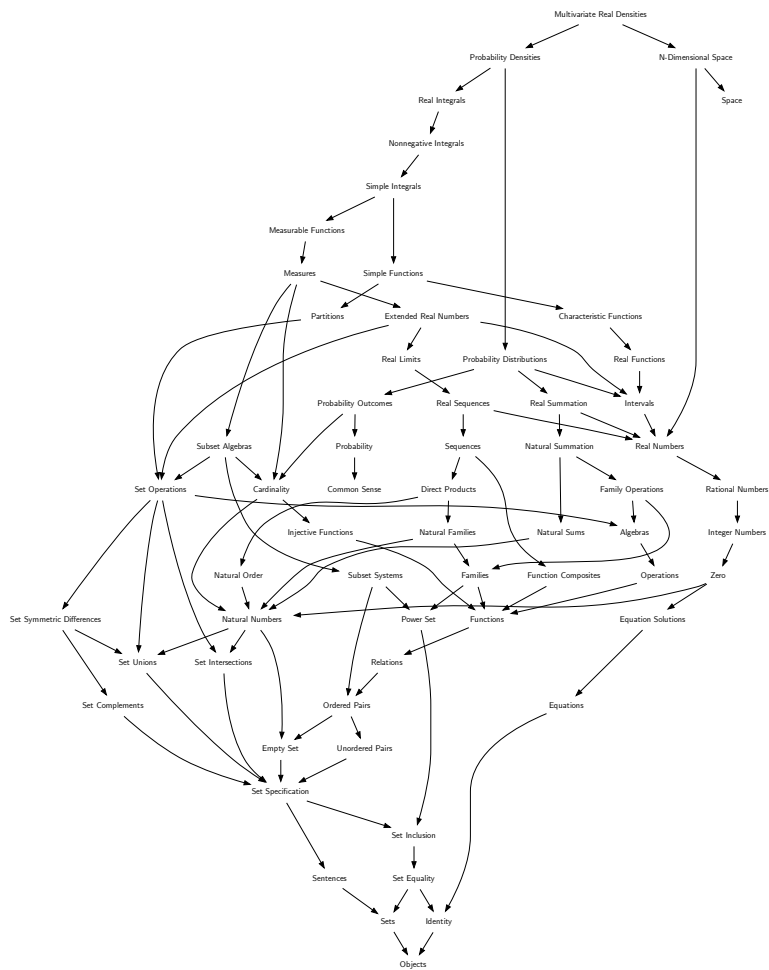 Multivariate Real Densities
Probability Densities
N-Dimensional Space
Real Integrals
Space
Nonnegative Integrals
Simple Integrals
Measurable Functions
Measures
Simple Functions
Partitions
Extended Real Numbers
Characteristic Functions
Real Limits
Probability Distributions
Real Functions
Probability Outcomes
Real Sequences
Real Summation
Intervals
Subset Algebras
Probability
Sequences
Natural Summation
Real Numbers
Set Operations
Cardinality
Common Sense
Direct Products
Family Operations
Rational Numbers
Injective Functions
Natural Families
Natural Sums
Algebras
Integer Numbers
Natural Order
Subset Systems
Families
Function Composites
Operations
Zero
Set Symmetric Differences
Natural Numbers
Power Set
Functions
Equation Solutions
Set Unions
Set Intersections
Relations
Set Complements
Ordered Pairs
Equations
Empty Set
Unordered Pairs
Set Specification
Set Inclusion
Sentences
Set Equality
Sets
Identity
Objects